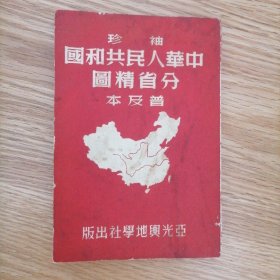 袖珍
中華人民共和國
分省精圖
普及本
亞光輿地學社出版